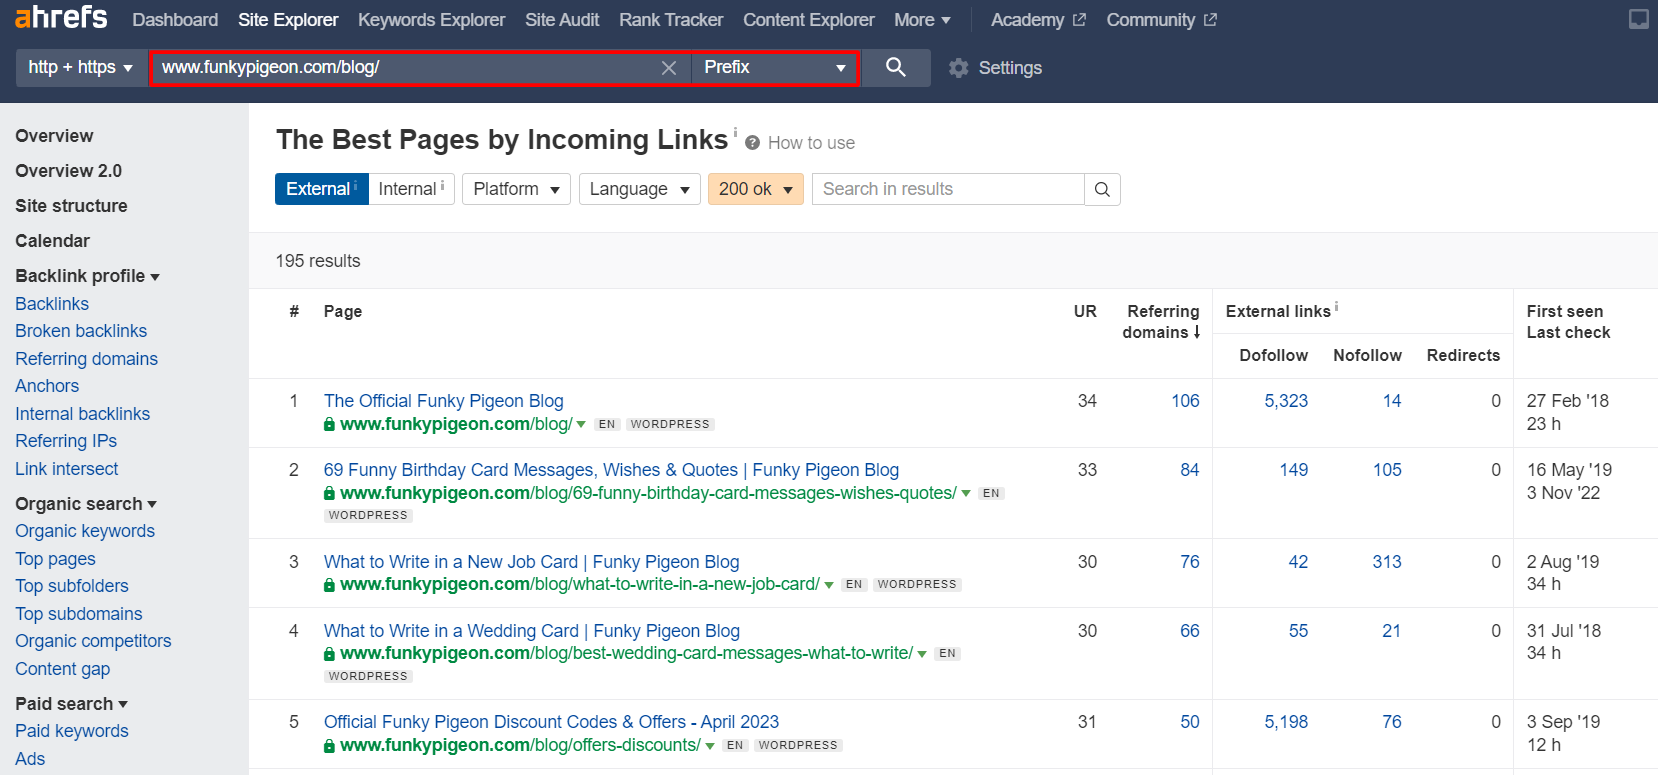 ahrefs Dashboard Site Explorer Keywords Explorer Site Audit Rank Tracker Content Explorer More Academy Community
http + https www.funkypigeon.com/blog/ Prefix Settings
Overview
Overview 2.0
Site structure
Calendar
Backlink profile
Backlinks
Broken backlinks
Referring domains
Anchors
Internal backlinks
Referring IPs
Link intersect
Organic search
Organic keywords
Top pages
Top subfolders
Top subdomains
Organic competitors
Content gap
Paid search
Paid keywords
Ads
The Best Pages by Incoming Links i ? How to use
External i Internal i Platform Language 200 ok Search in results
195 results
# Page UR Referring domains ↓ External links i First seen
Last check
Dofollow Nofollow Redirects
1 The Official Funky Pigeon Blog 34 106 5,323 14 0 27 Feb '18
www.funkypigeon.com/blog/ EN WORDPRESS 23 h
2 69 Funny Birthday Card Messages, Wishes & Quotes | Funky Pigeon Blog 33 84 149 105 0 16 May '19
www.funkypigeon.com/blog/69-funny-birthday-card-messages-wishes-quotes/ EN 3 Nov '22
WORDPRESS
3 What to Write in a New Job Card | Funky Pigeon Blog 30 76 42 313 0 2 Aug '19
www.funkypigeon.com/blog/what-to-write-in-a-new-job-card/ EN WORDPRESS 34 h
4 What to Write in a Wedding Card | Funky Pigeon Blog 30 66 55 21 0 31 Jul '18
www.funkypigeon.com/blog/best-wedding-card-messages-what-to-write/ EN 34 h
WORDPRESS
5 Official Funky Pigeon Discount Codes & Offers - April 2023 31 50 5,198 76 0 3 Sep '19
www.funkypigeon.com/blog/offers-discounts/ EN WORDPRESS 12 h